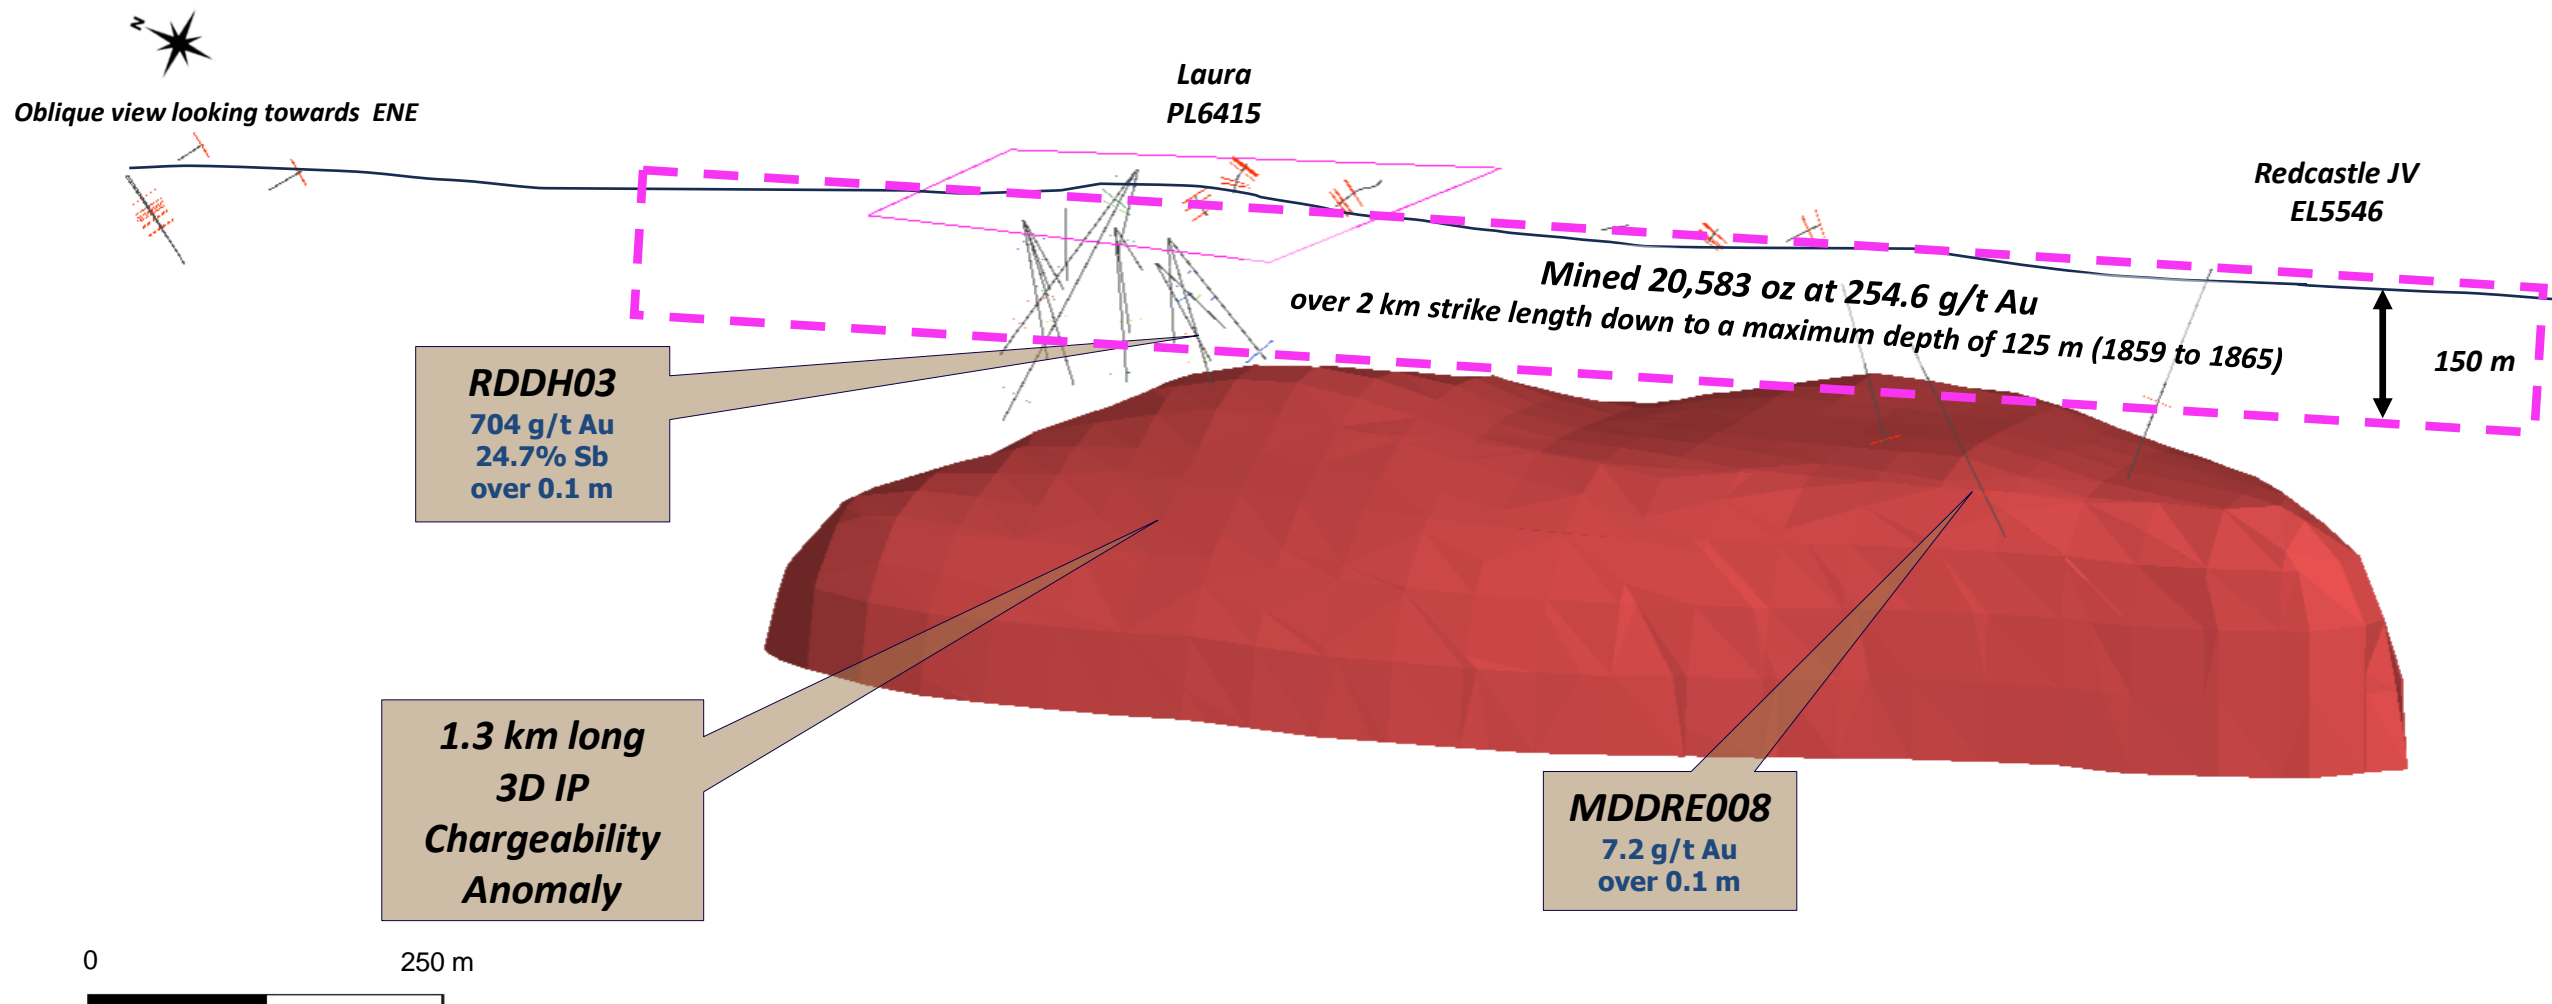 N
Oblique view looking towards ENE
Laura
PL6415
Redcastle JV
EL5546
Mined 20,583 oz at 254.6 g/t Au
over 2 km strike length down to a maximum depth of 125 m (1859 to 1865)
150 m
RDDH03
704 g/t Au
24.7% Sb
over 0.1 m
1.3 km long
3D IP
Chargeability
Anomaly
MDDRE008
7.2 g/t Au
over 0.1 m
0
250 m